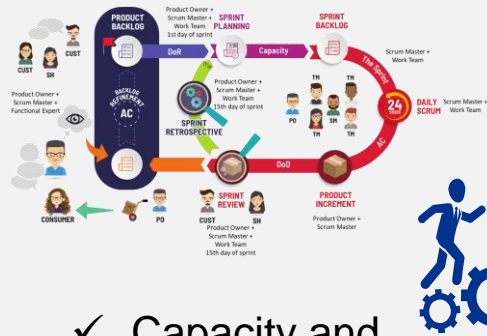 PRODUCT
BACKLOG
Product Owner +
Scrum Master +
Work Team
1st day of sprint
SPRINT
PLANNING
SPRINT
BACKLOG
DoR
Capacity
The Sprint
Scrum Master +
Work Team
CUST
CUST
SH
Product Owner +
Scrum Master +
Functional Expert
BACKLOG
REFINEMENT
AC
Product Owner +
Scrum Master +
Work Team
15th day of sprint
SPRINT
RETROSPECTIVE
TM
TM
PO
TM
SM
TM
24
DAILY
SCRUM
Scrum Master +
Work Team
AC
DoD
CONSUMER
PO
CUST
SPRINT
REVIEW
SH
Product Owner +
Scrum Master +
Work Team
15th day of sprint
PRODUCT
INCREMENT
Product Owner +
Scrum Master
✓ Capacity and